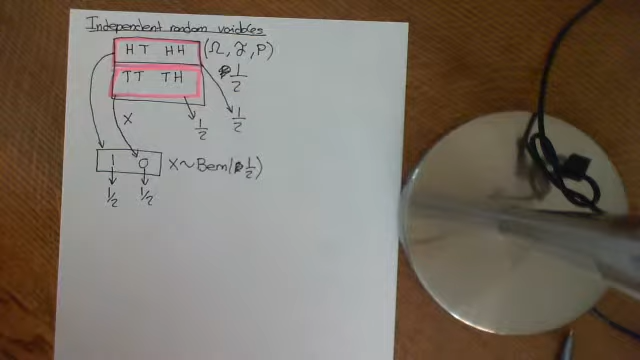 Independent random variables
HT HH (Ω, F, P)
TT TH 1/2
1/2 1/2
X
1 0 X~Bern(1/2)
1/2 1/2